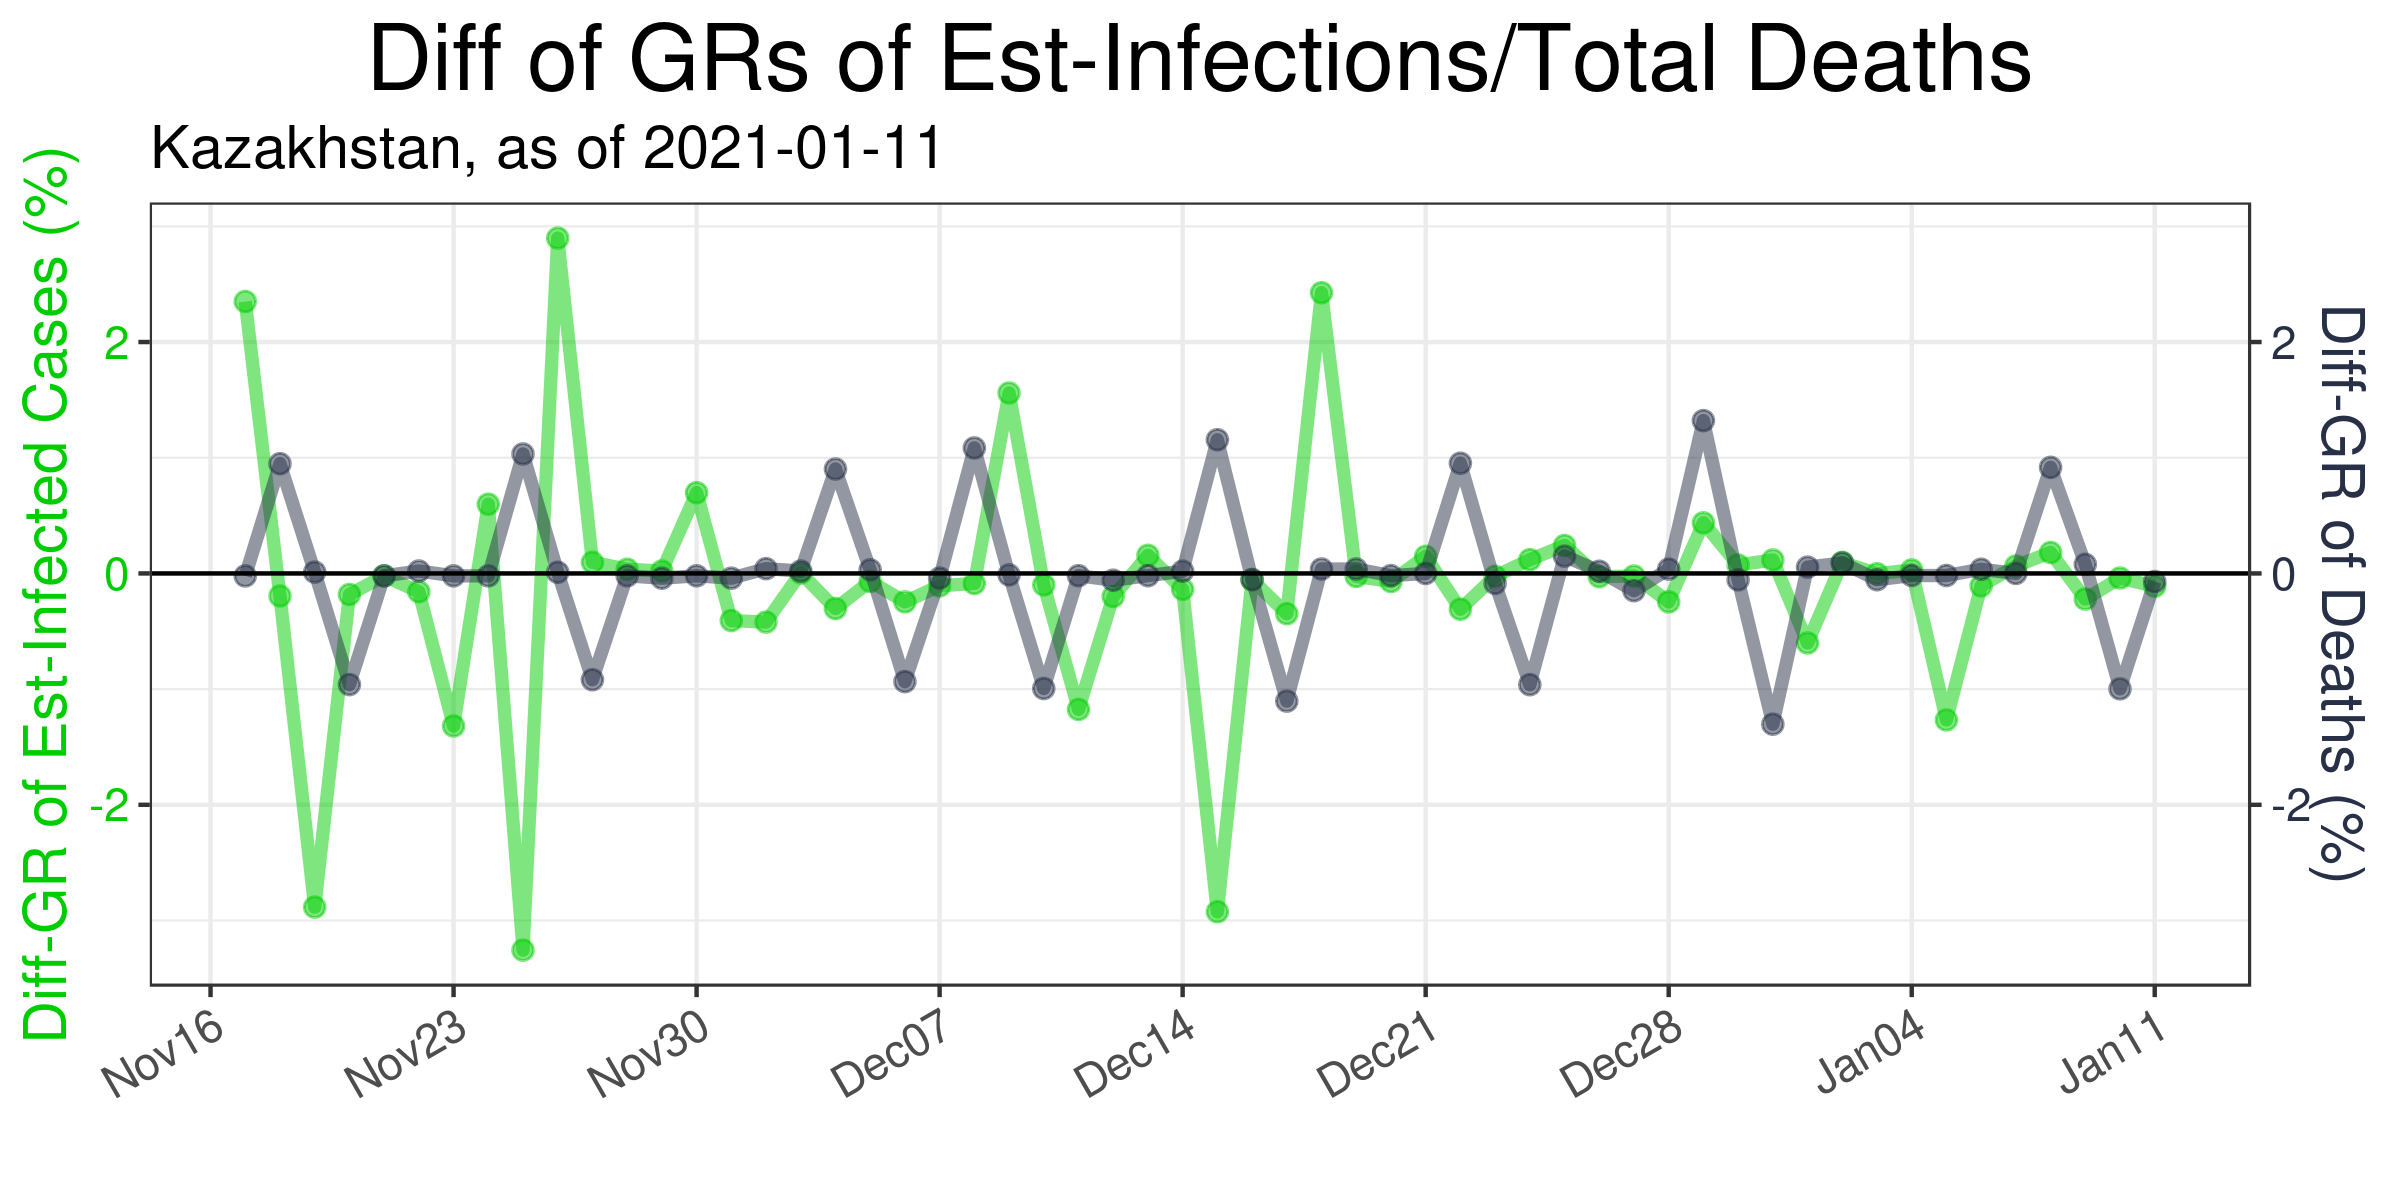 Diff of GRs of Est-Infections/Total Deaths
Kazakhstan, as of 2021-01-11
Diff-GR of Est-Infected Cases (%)
2
0
-2
2
0
-2
Diff-GR of Deaths (%)
Nov16
Nov23
Nov30
Dec07
Dec14
Dec21
Dec28
Jan04
Jan11